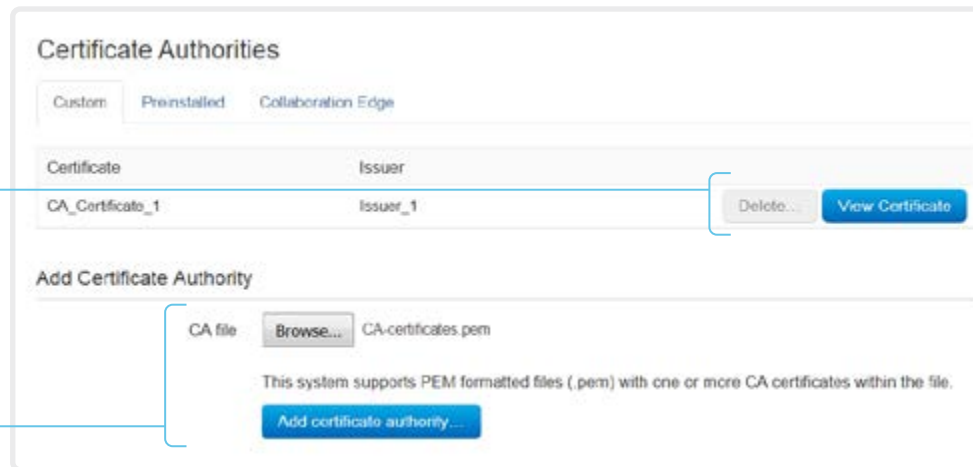 Certificate Authorities
Custom Preinstalled Collaboration Edge
Certificate Issuer
CA_Certificate_1 Issuer_1 Delete... View Certificate
Add Certificate Authority
CA file Browse... CA-certificates.pem
This system supports PEM formatted files (.pem) with one or more CA certificates within the file.
Add certificate authority...